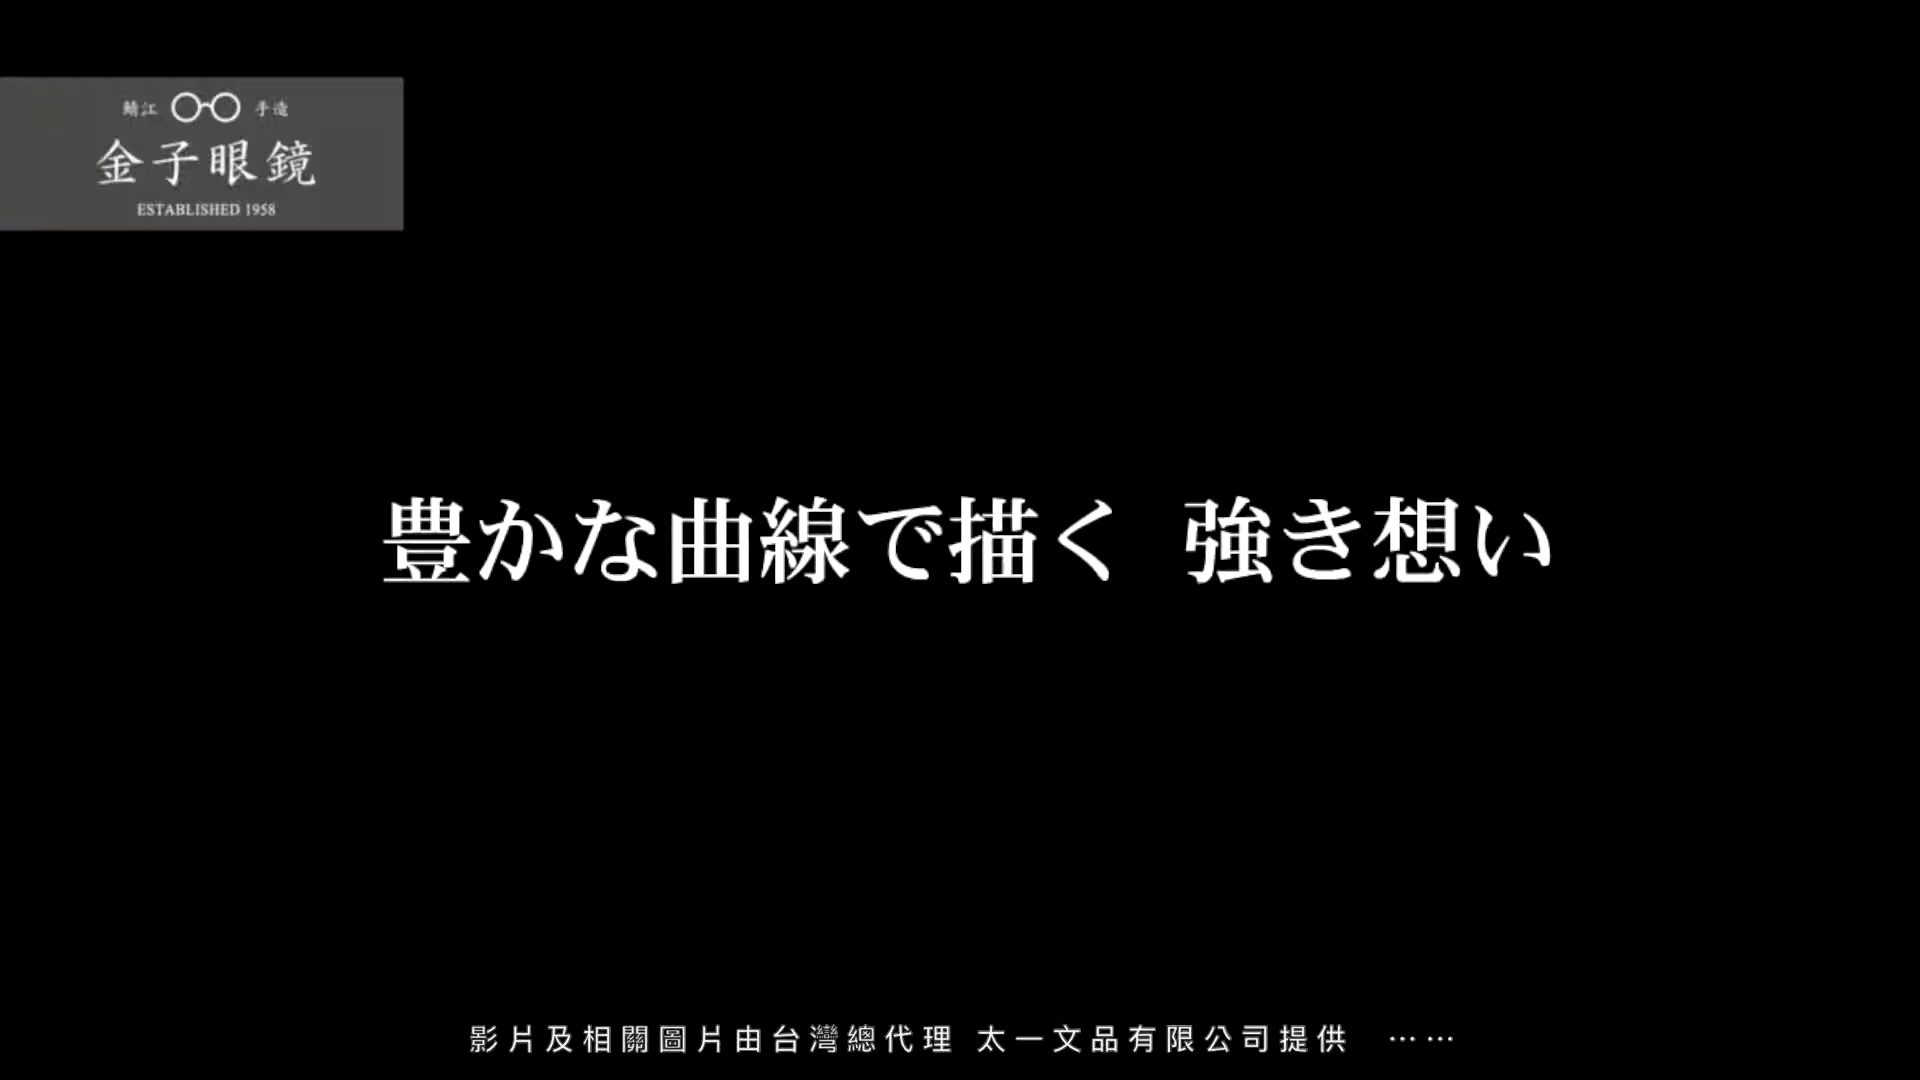 鯖江 手造
金子眼鏡
ESTABLISHED 1958
豊かな曲線で描く 強き想い
影片及相關圖片由台灣總代理 太一文品有限公司提供 ……